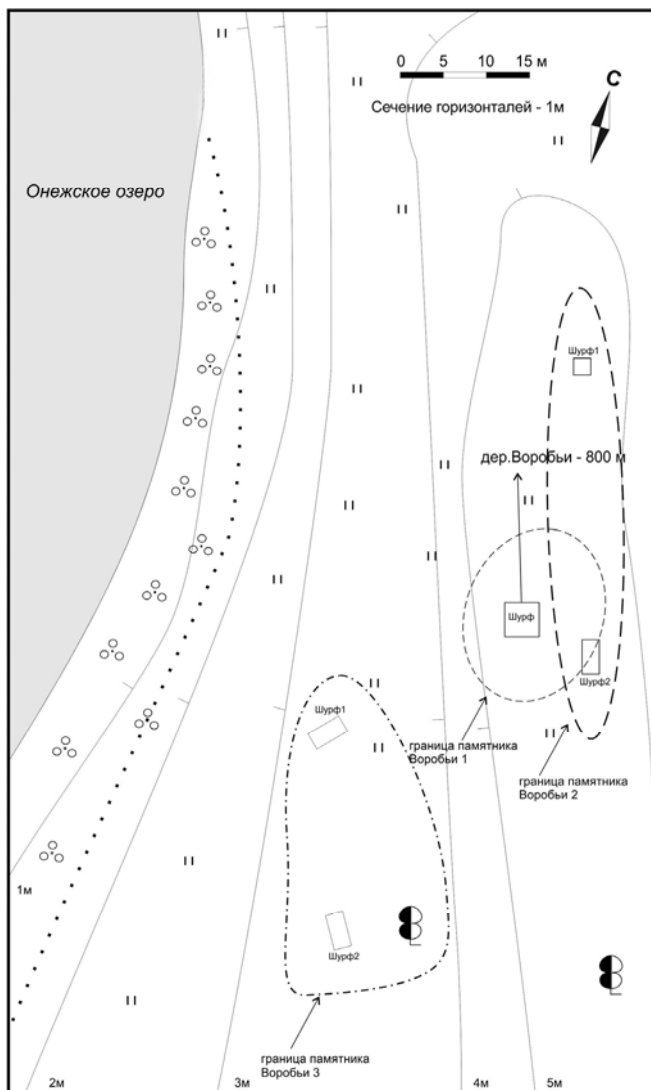 0 5 10 15 м
С
Сечение горизонталей - 1м
Онежское озеро
Шурф1
дер.Воробьи - 800 м
Шурф
Шурф2
Шурф1
граница памятника
Воробьи 1
граница памятника
Воробьи 2
1м
Шурф2
граница памятника
Воробьи 3
2м
3м
4м
5м